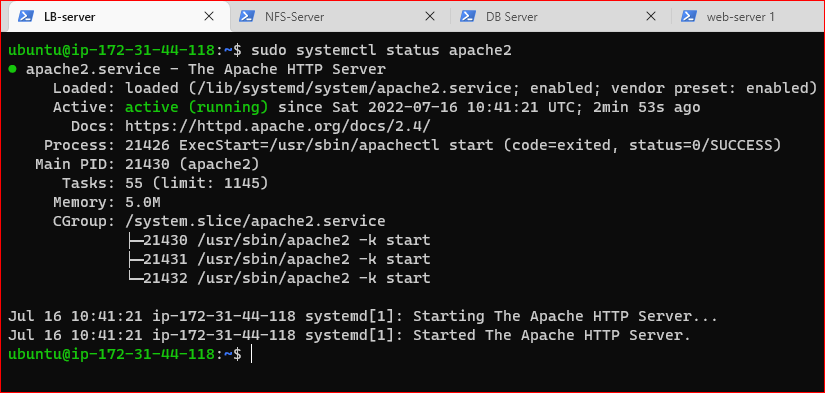 LB-server
NFS-Server
DB Server
web-server 1
ubuntu@ip-172-31-44-118:~$ sudo systemctl status apache2
● apache2.service - The Apache HTTP Server
     Loaded: loaded (/lib/systemd/system/apache2.service; enabled; vendor preset: enabled)
     Active: active (running) since Sat 2022-07-16 10:41:21 UTC; 2min 53s ago
       Docs: https://httpd.apache.org/docs/2.4/
    Process: 21426 ExecStart=/usr/sbin/apachectl start (code=exited, status=0/SUCCESS)
   Main PID: 21430 (apache2)
      Tasks: 55 (limit: 1145)
     Memory: 5.0M
     CGroup: /system.slice/apache2.service
             ├─21430 /usr/sbin/apache2 -k start
             ├─21431 /usr/sbin/apache2 -k start
             └─21432 /usr/sbin/apache2 -k start
Jul 16 10:41:21 ip-172-31-44-118 systemd[1]: Starting The Apache HTTP Server...
Jul 16 10:41:21 ip-172-31-44-118 systemd[1]: Started The Apache HTTP Server.
ubuntu@ip-172-31-44-118:~$